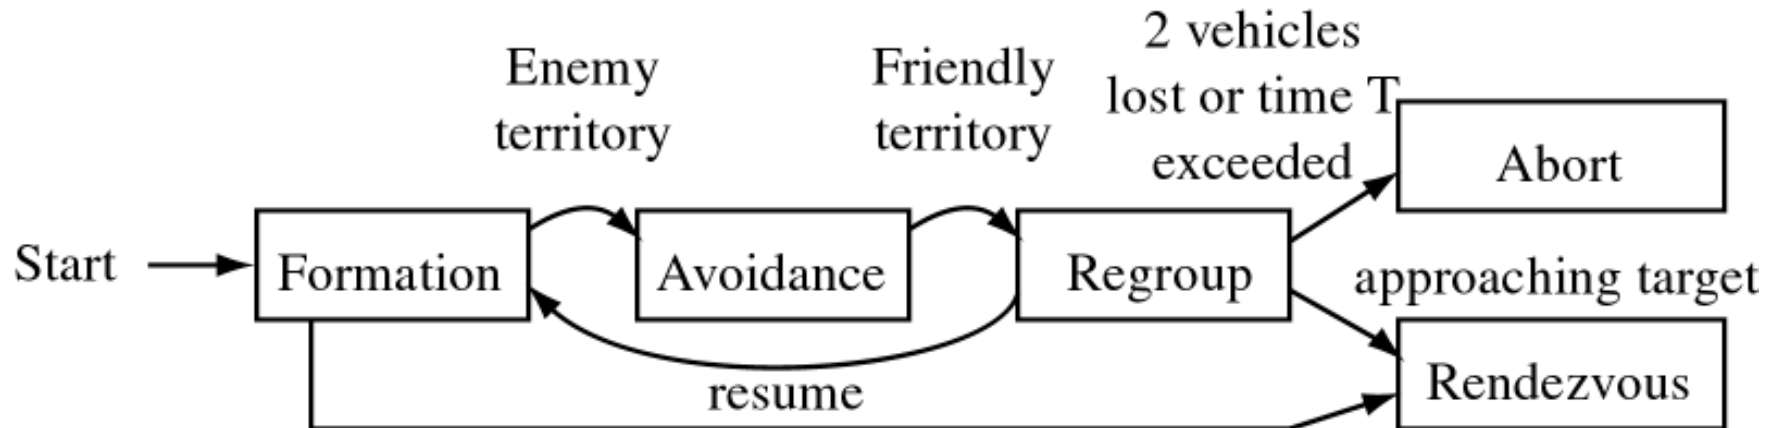 2 vehicles
lost or time T
exceeded
Enemy
territory
Friendly
territory
Abort
Start
Formation
Avoidance
Regroup
approaching target
resume
Rendezvous